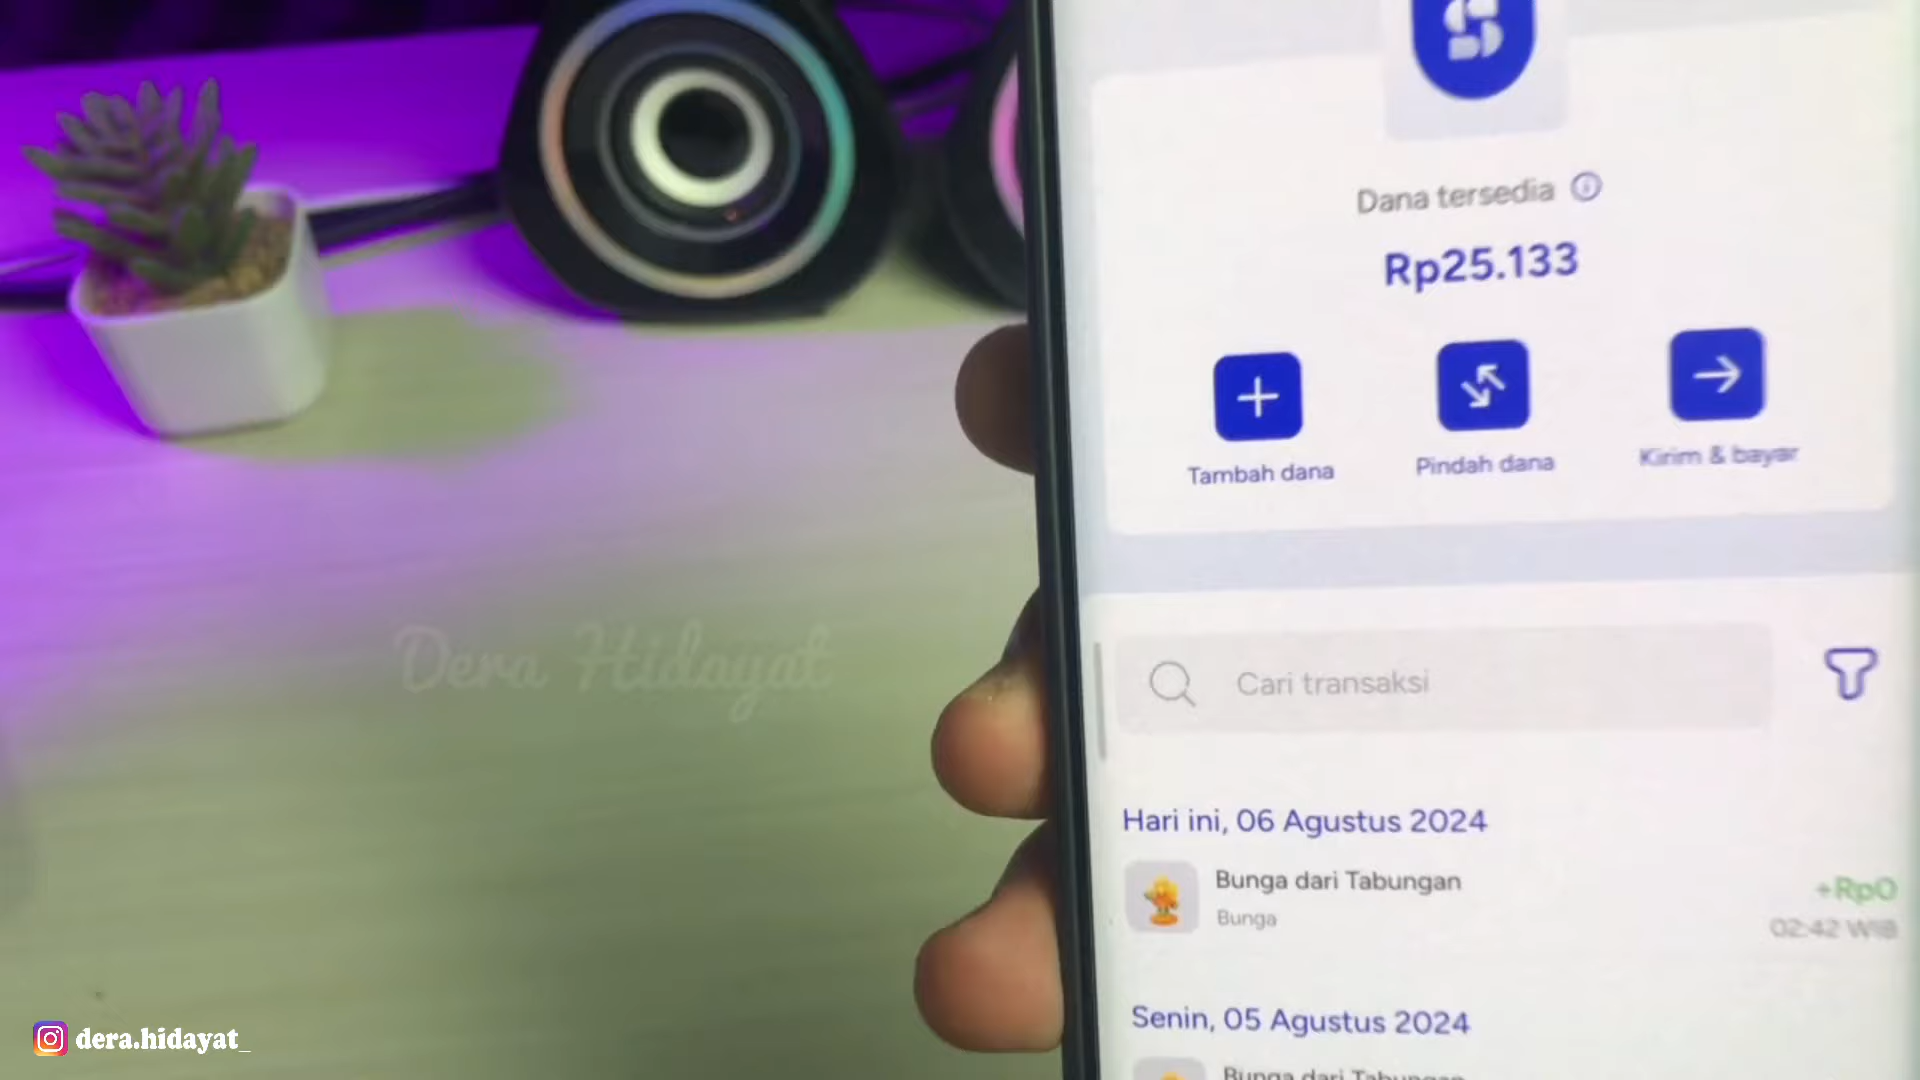 Dana tersedia
Rp25.133
Tambah dana
Pindah dana
Kirim & bayar
Cari transaksi
Hari ini, 06 Agustus 2024
Bunga dari Tabungan
+Rp0
Bunga
02:42 WIB
Senin, 05 Agustus 2024
Bunga dari Tabungan
Dera Hidayat
dera.hidayat_